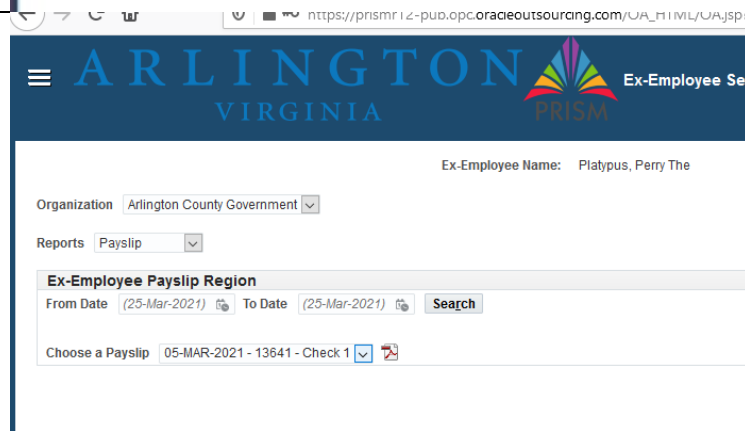 https://prismr12-pub.opc.oracleoutsourcing.com/OA_HTML/OA.jsp?
ARLINGTON
VIRGINIA
PRISM
Ex-Employee Se
Ex-Employee Name: Platypus, Perry The
Organization Arlington County Government
Reports Payslip
Ex-Employee Payslip Region
From Date (25-Mar-2021) To Date (25-Mar-2021) Search
Choose a Payslip 05-MAR-2021 - 13641 - Check 1